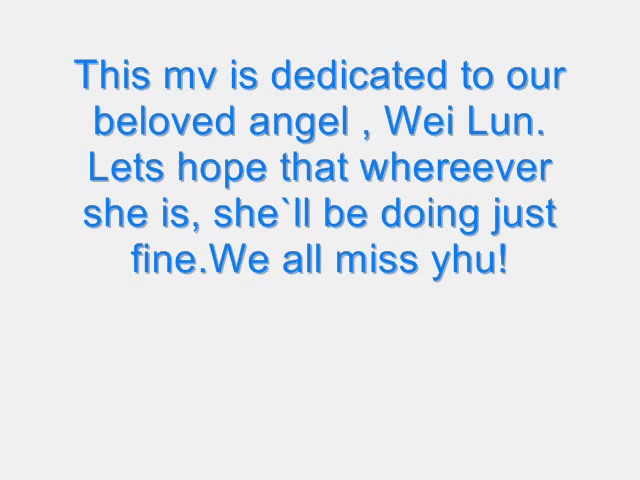 This mv is dedicated to our
beloved angel , Wei Lun.
Lets hope that whereever
she is, she`ll be doing just
fine.We all miss yhu!